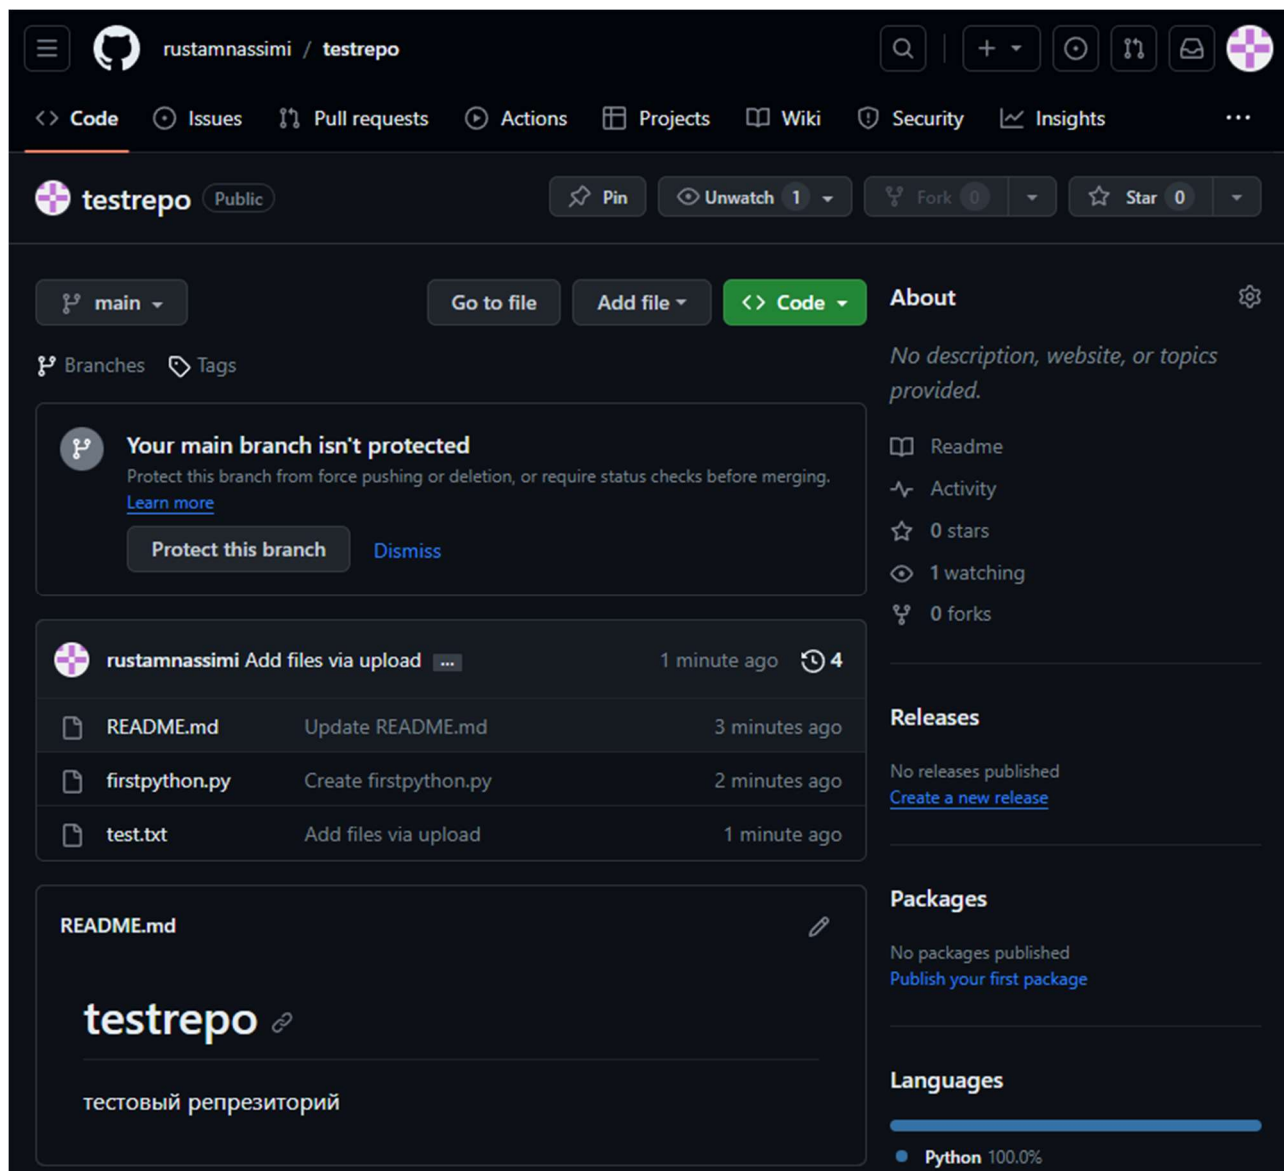 rustamnassimi / testrepo
Code Issues Pull requests Actions Projects Wiki Security Insights ...
testrepo Public Pin Unwatch 1 Fork 0 Star 0
main Go to file Add file Code
Branches Tags
Your main branch isn't protected
Protect this branch from force pushing or deletion, or require status checks before merging.
Learn more
Protect this branch Dismiss
rustamnassimi Add files via upload ... 1 minute ago 4
README.md Update README.md 3 minutes ago
firstpython.py Create firstpython.py 2 minutes ago
test.txt Add files via upload 1 minute ago
README.md
testrepo
тестовый репрезиторий
About
No description, website, or topics
provided.
Readme
Activity
0 stars
1 watching
0 forks
Releases
No releases published
Create a new release
Packages
No packages published
Publish your first package
Languages
Python 100.0%